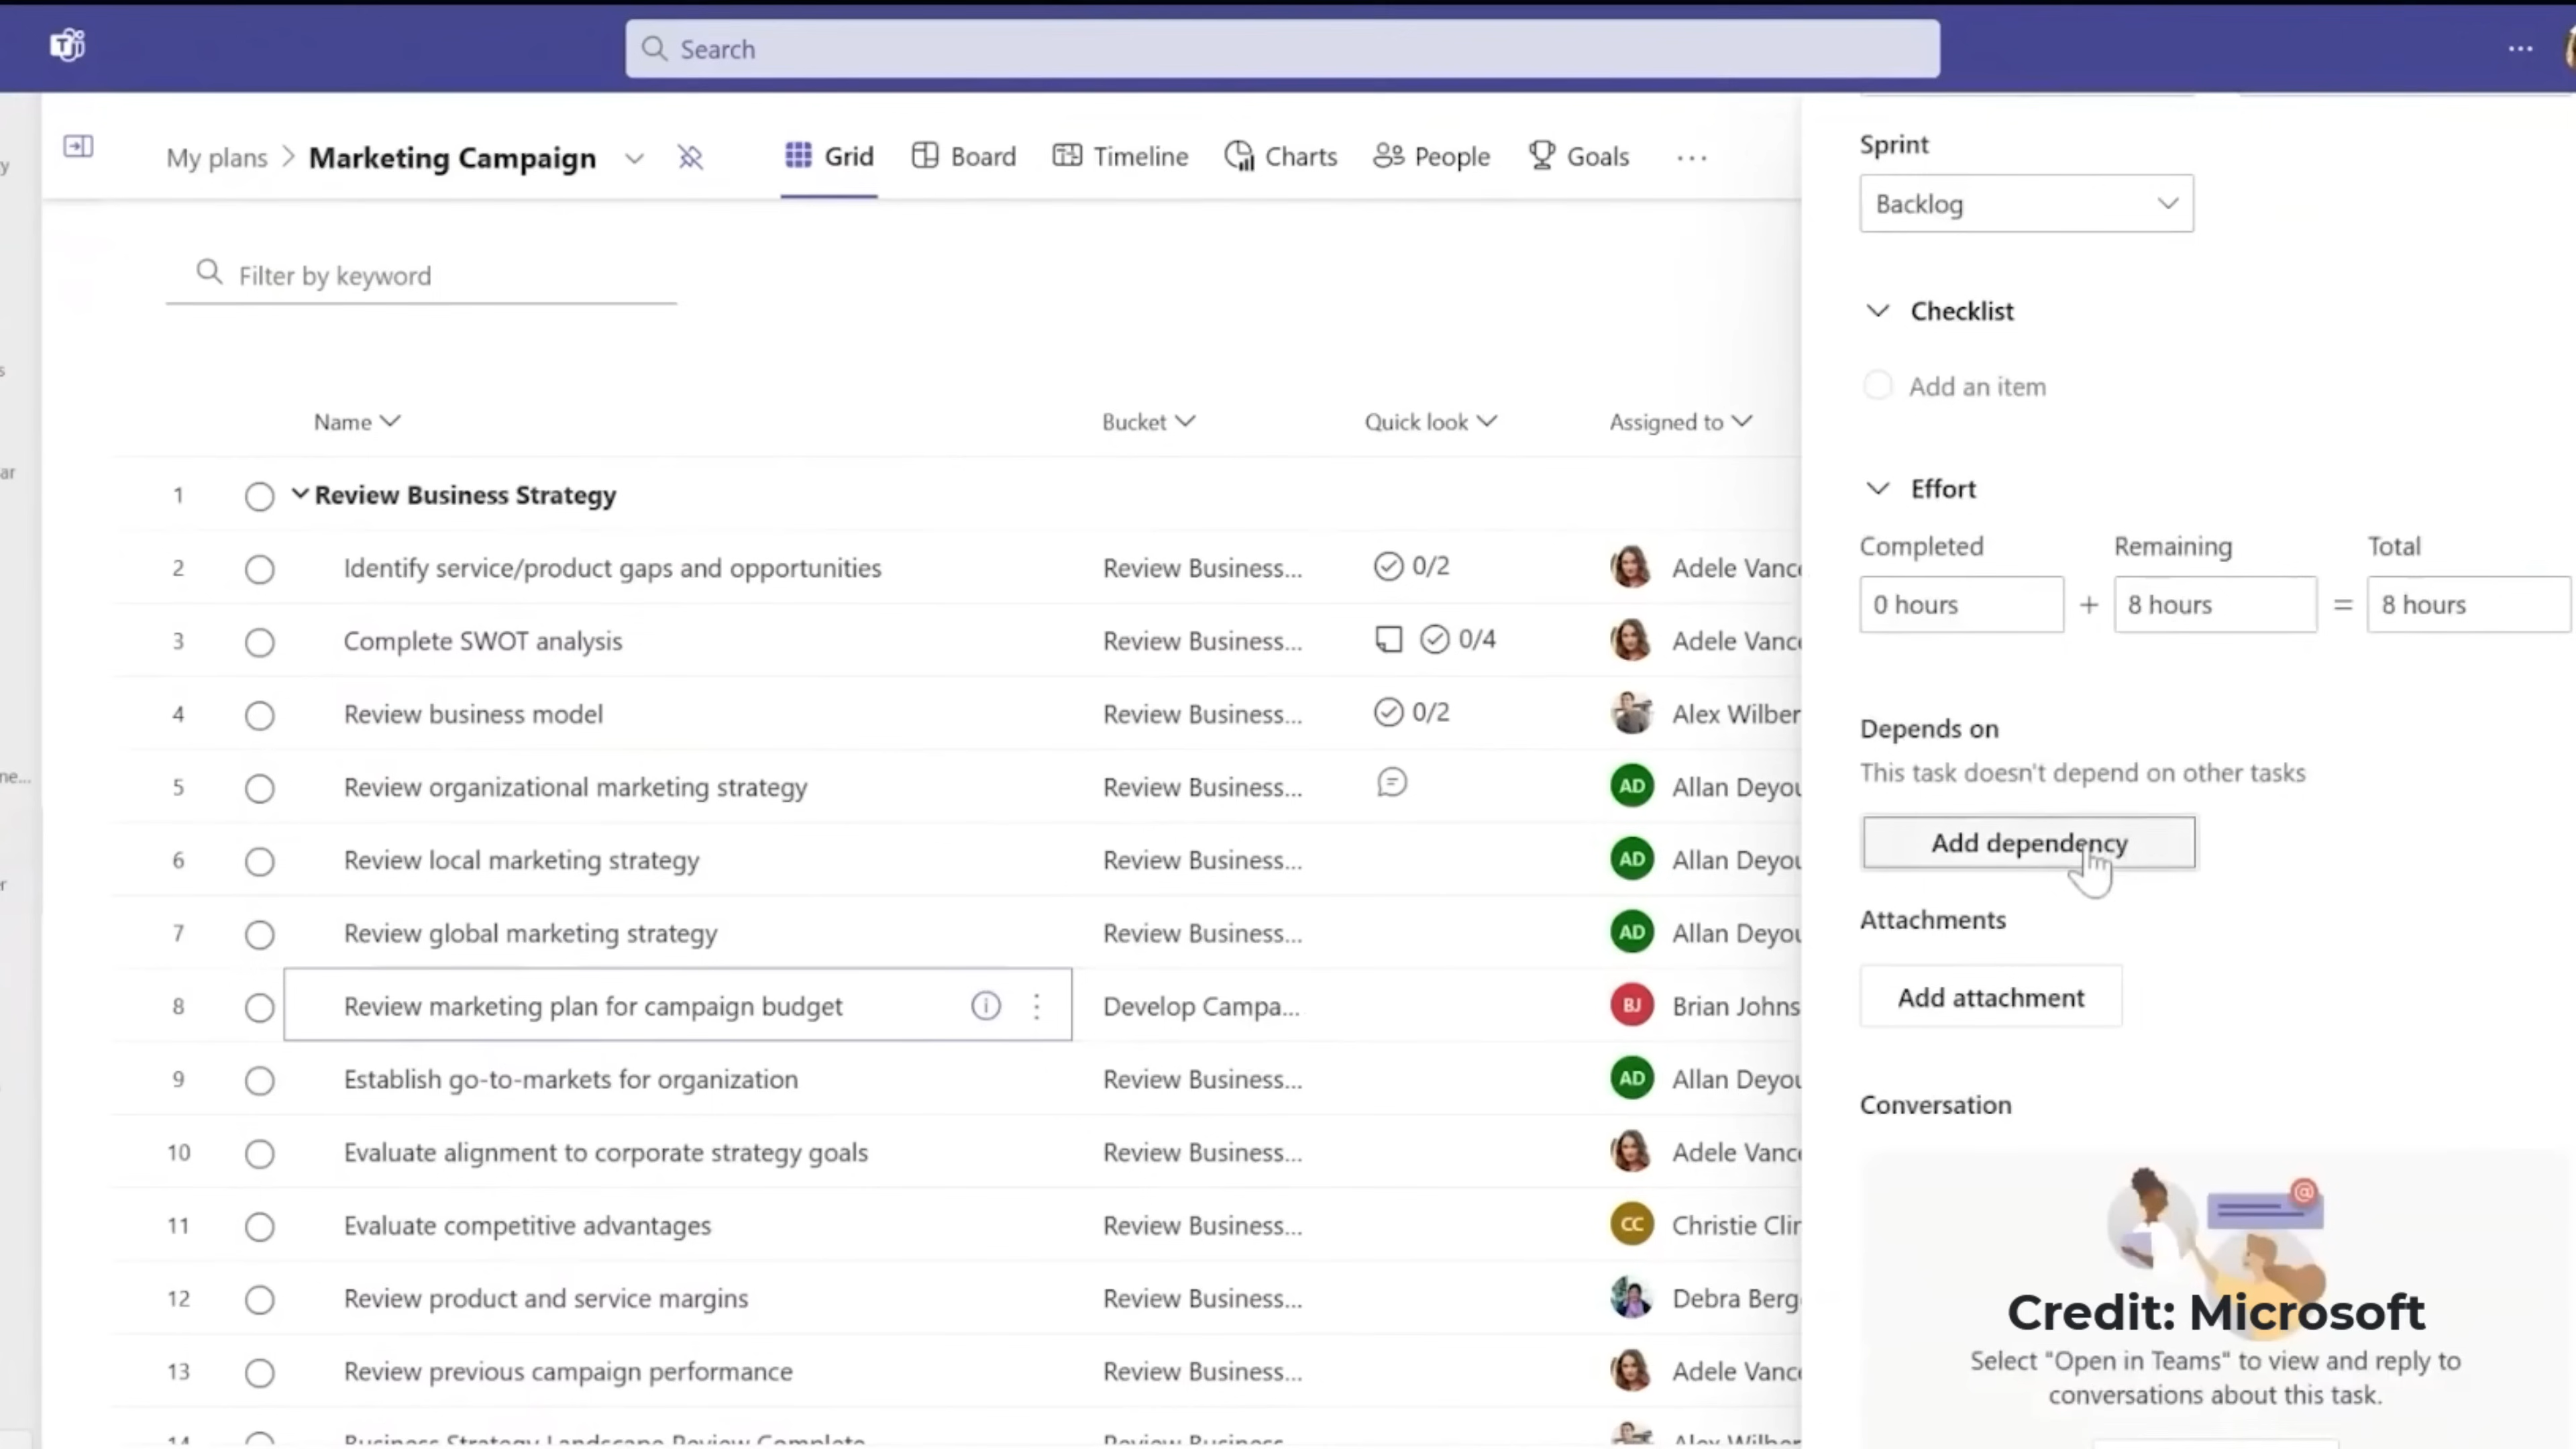 Search
...
My plans > Marketing Campaign
Grid
Board
Timeline
Charts
People
Goals
...
Filter by keyword
Name
Bucket
Quick look
Assigned to
1 Review Business Strategy
2 Identify service/product gaps and opportunities Review Business... 0/2 Adele Vance
3 Complete SWOT analysis Review Business... 0/4 Adele Vance
4 Review business model Review Business... 0/2 Alex Wilber
5 Review organizational marketing strategy Review Business... AD Allan Deyou
6 Review local marketing strategy Review Business... AD Allan Deyou
7 Review global marketing strategy Review Business... AD Allan Deyou
8 Review marketing plan for campaign budget Develop Campa... BJ Brian Johns
9 Establish go-to-markets for organization Review Business... AD Allan Deyou
10 Evaluate alignment to corporate strategy goals Review Business... Adele Vance
11 Evaluate competitive advantages Review Business... CC Christie Clin
12 Review product and service margins Review Business... Debra Berg
13 Review previous campaign performance Review Business... Adele Vance
14 Business Strategy Landscape Review Complete Review Business Alex Wilber
Sprint
Backlog
Checklist
Add an item
Effort
Completed Remaining Total
0 hours + 8 hours = 8 hours
Depends on
This task doesn't depend on other tasks
Add dependency
Attachments
Add attachment
Conversation
@
Credit: Microsoft
Select "Open in Teams" to view and reply to
conversations about this task.